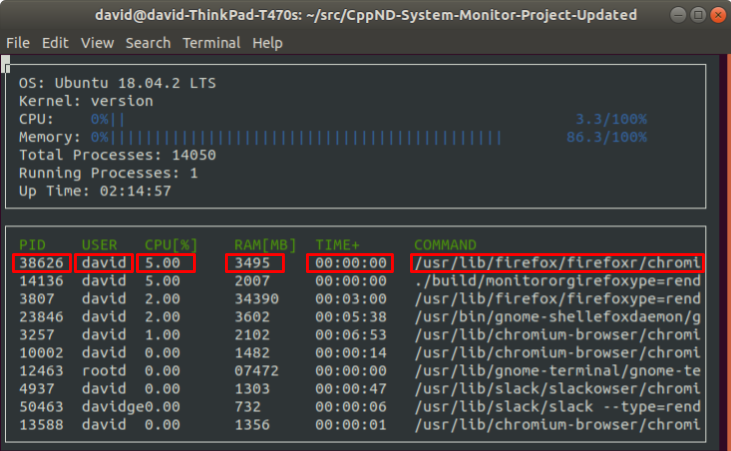 david@david-ThinkPad-T470s: ~/src/CppND-System-Monitor-Project-Updated
File Edit View Search Terminal Help
OS: Ubuntu 18.04.2 LTS
Kernel: version
CPU: 0%|| 3.3/100%
Memory: 0%||||||||||||||||||||||||||||||||||||||||||||| 86.3/100%
Total Processes: 14050
Running Processes: 1
Up Time: 02:14:57
PID USER CPU[%] RAM[MB] TIME+ COMMAND
38626 david 5.00 3495 00:00:00 /usr/lib/firefox/firefoxr/chromi
14136 david 5.00 2007 00:00:00 ./build/monitororgirefoxype=rend
3807 david 2.00 34390 00:03:00 /usr/lib/firefox/firefoxype=rend
23846 david 2.00 3602 00:05:38 /usr/bin/gnome-shellefoxdaemon/g
3257 david 1.00 2102 00:06:53 /usr/lib/chromium-browser/chromi
10002 david 0.00 1482 00:00:14 /usr/lib/chromium-browser/chromi
12463 rootd 0.00 07472 00:00:00 /usr/lib/gnome-terminal/gnome-te
4937 david 0.00 1303 00:00:47 /usr/lib/slack/slackowser/chromi
50463 davidge0.00 732 00:00:06 /usr/lib/slack/slack --type=rend
13588 david 0.00 1356 00:00:01 /usr/lib/chromium-browser/chromi